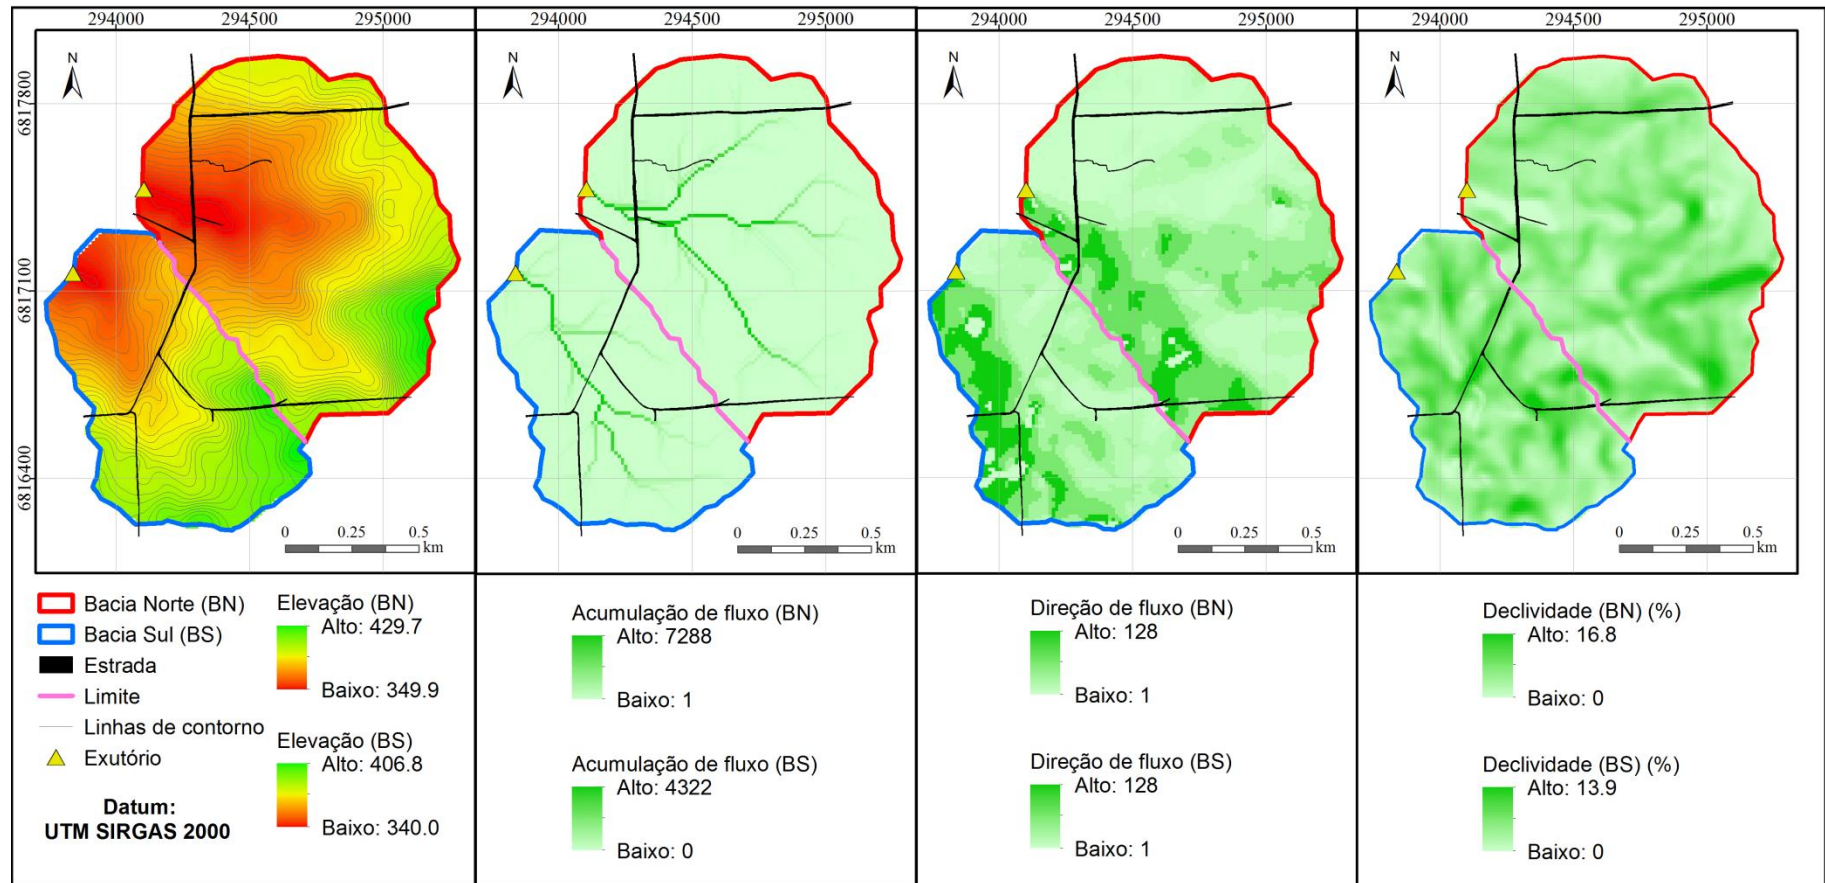 294000 294500 295000
294000 294500 295000
294000 294500 295000
294000 294500 295000
N
N
N
N
6817800
6817100
6816400
0 0.25 0.5
km
0 0.25 0.5
km
0 0.25 0.5
km
0 0.25 0.5
km
Bacia Norte (BN)
Bacia Sul (BS)
Estrada
Limite
Linhas de contorno
Exutório
Datum:
UTM SIRGAS 2000
Elevação (BN)
Alto: 429.7
Baixo: 349.9
Elevação (BS)
Alto: 406.8
Baixo: 340.0
Acumulação de fluxo (BN)
Alto: 7288
Baixo: 1
Acumulação de fluxo (BS)
Alto: 4322
Baixo: 0
Direção de fluxo (BN)
Alto: 128
Baixo: 1
Direção de fluxo (BS)
Alto: 128
Baixo: 1
Declividade (BN) (%)
Alto: 16.8
Baixo: 0
Declividade (BS) (%)
Alto: 13.9
Baixo: 0